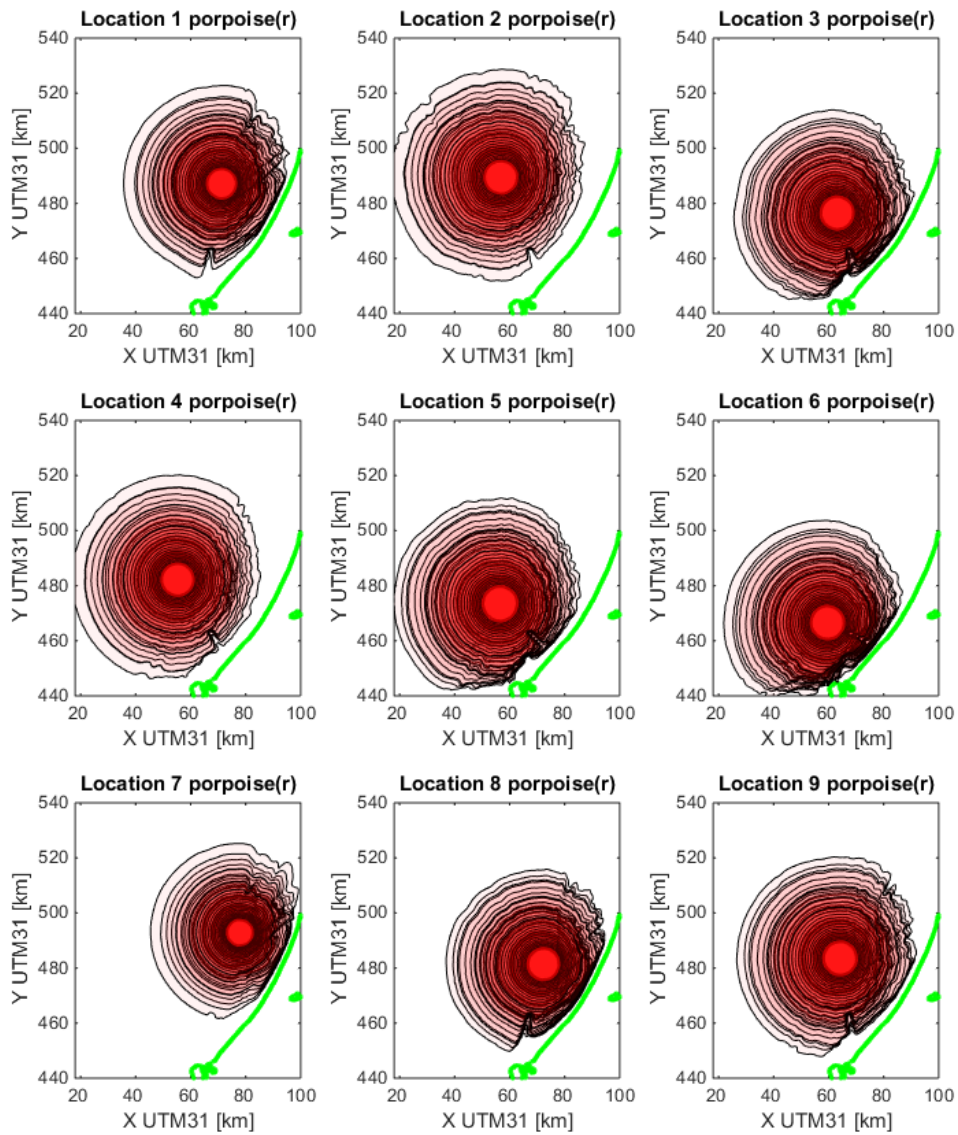 Location 1 porpoise(r)
540
520
500
480
460
440
20 40 60 80 100
X UTM31 [km]
Y UTM31 [km]
Location 2 porpoise(r)
540
520
500
480
460
440
20 40 60 80 100
X UTM31 [km]
Y UTM31 [km]
Location 3 porpoise(r)
540
520
500
480
460
440
20 40 60 80 100
X UTM31 [km]
Y UTM31 [km]
Location 4 porpoise(r)
540
520
500
480
460
440
20 40 60 80 100
X UTM31 [km]
Y UTM31 [km]
Location 5 porpoise(r)
540
520
500
480
460
440
20 40 60 80 100
X UTM31 [km]
Y UTM31 [km]
Location 6 porpoise(r)
540
520
500
480
460
440
20 40 60 80 100
X UTM31 [km]
Y UTM31 [km]
Location 7 porpoise(r)
540
520
500
480
460
440
20 40 60 80 100
X UTM31 [km]
Y UTM31 [km]
Location 8 porpoise(r)
540
520
500
480
460
440
20 40 60 80 100
X UTM31 [km]
Y UTM31 [km]
Location 9 porpoise(r)
540
520
500
480
460
440
20 40 60 80 100
X UTM31 [km]
Y UTM31 [km]